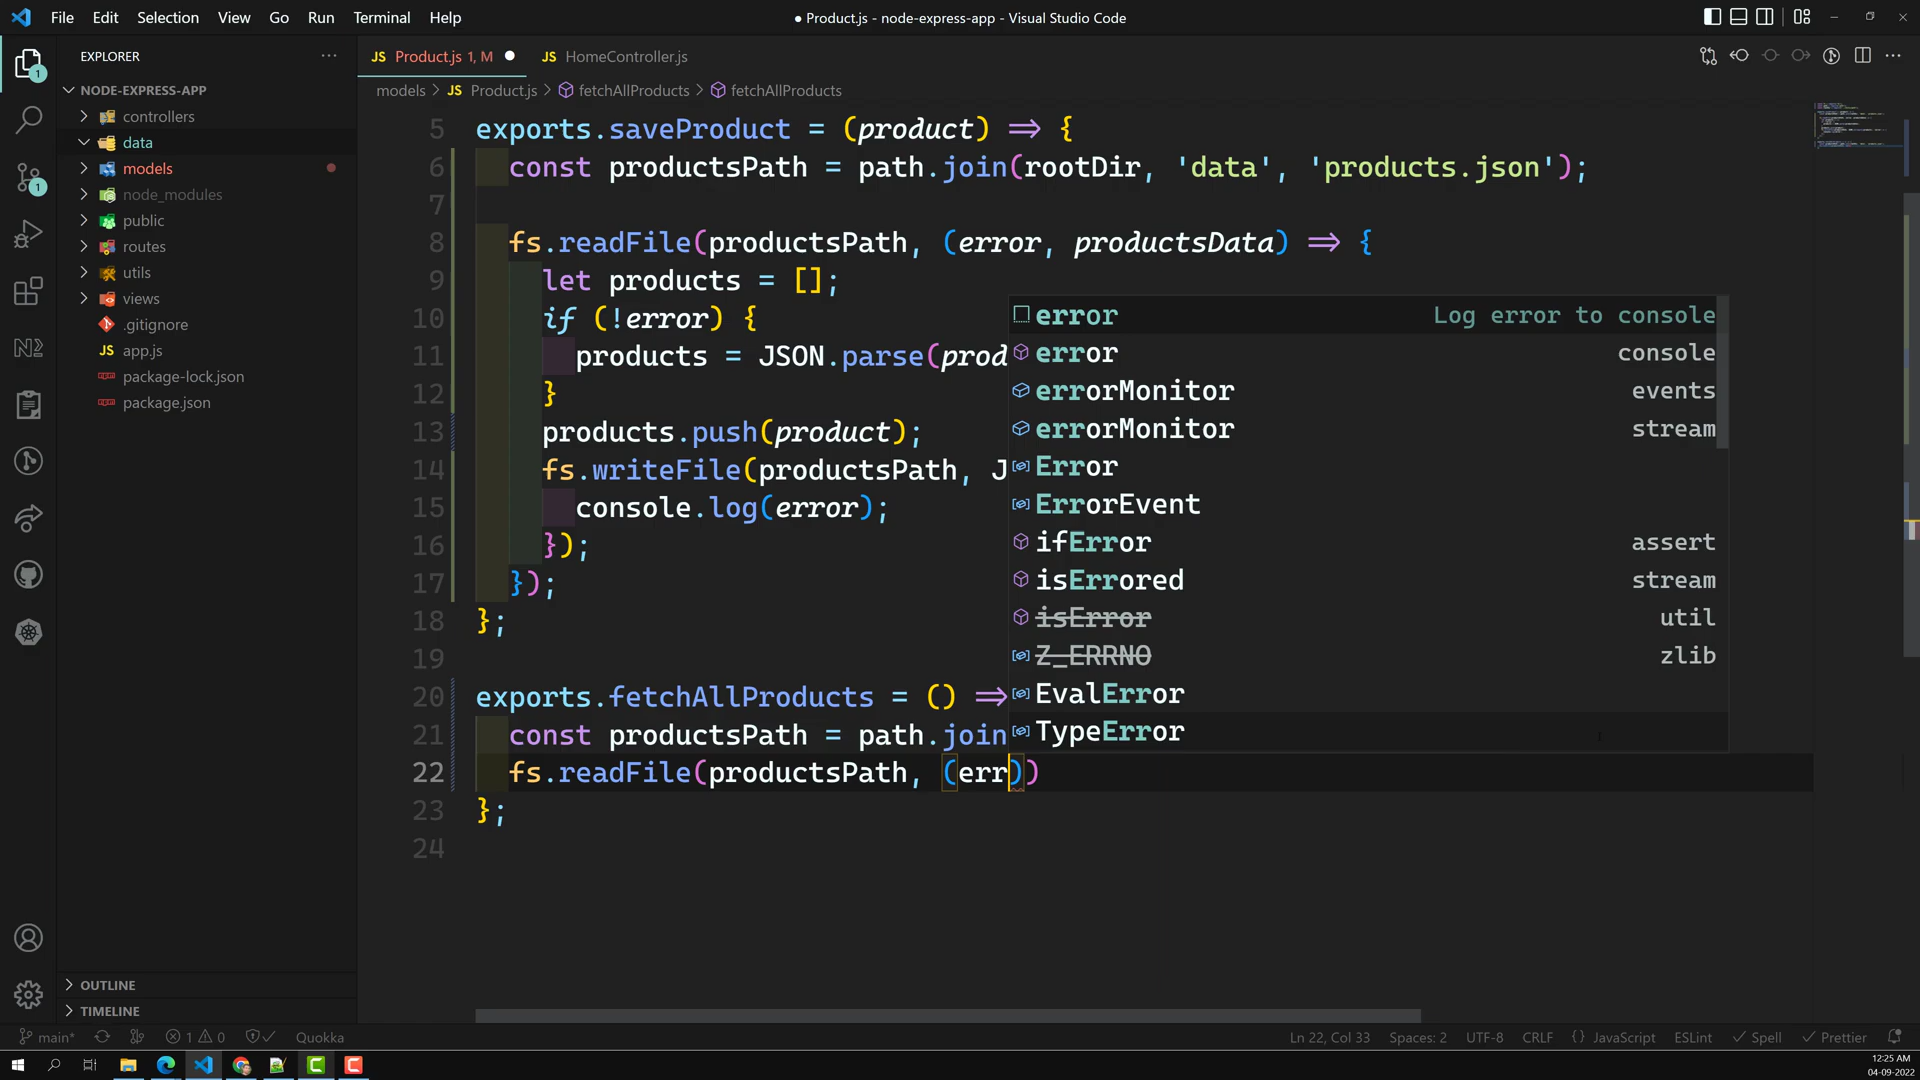 File Edit Selection View Go Run Terminal Help
● Product.js - node-express-app - Visual Studio Code
EXPLORER
NODE-EXPRESS-APP
controllers
data
models
node_modules
public
routes
utils
views
.gitignore
JS app.js
package-lock.json
package.json
OUTLINE
TIMELINE
JS Product.js 1, M
JS HomeController.js
models > JS Product.js > fetchAllProducts > fetchAllProducts
5 exports.saveProduct = (product) => {
6 const productsPath = path.join(rootDir, 'data', 'products.json');
7
8 fs.readFile(productsPath, (error, productsData) => {
9 let products = [];
10 if (!error) {
11 products = JSON.parse(prod
12 }
13 products.push(product);
14 fs.writeFile(productsPath, J
15 console.log(error);
16 });
17 });
18 };
19
20 exports.fetchAllProducts = () =>
21 const productsPath = path.join
22 fs.readFile(productsPath, (err))
23 };
24
error Log error to console
error console
errorMonitor events
errorMonitor stream
Error
ErrorEvent
ifError assert
isErrored stream
isError util
Z_ERRNO zlib
EvalError
TypeError
main* 1 0 Quokka
Ln 22, Col 33 Spaces: 2 UTF-8 CRLF {} JavaScript ESLint Spell Prettier
12:25 AM
04-09-2022